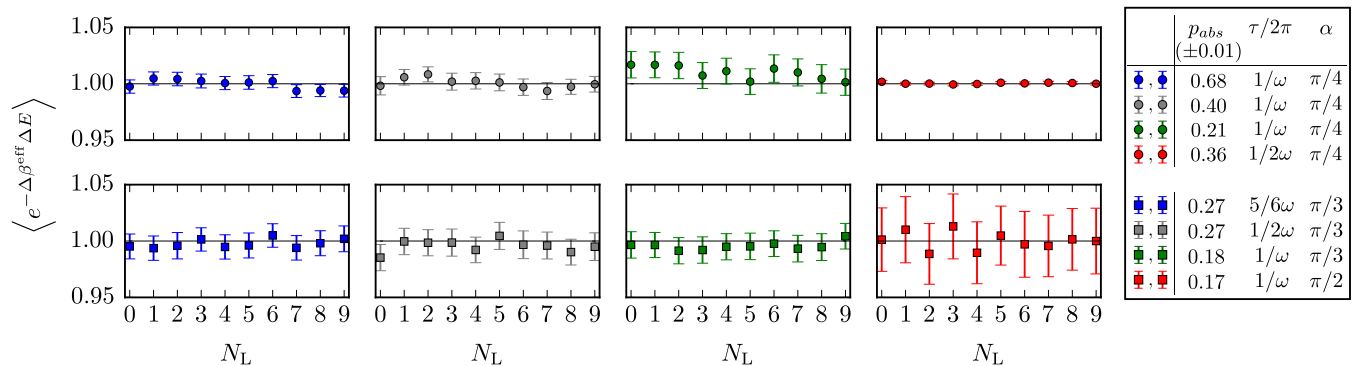 ⟨e^{−Δβ^{eff}ΔE}⟩
1.05
1.00
0.95
1.05
1.00
0.95
0 1 2 3 4 5 6 7 8 9
0 1 2 3 4 5 6 7 8 9
0 1 2 3 4 5 6 7 8 9
0 1 2 3 4 5 6 7 8 9
N_L
N_L
N_L
N_L
p_{abs} τ/2π α
(±0.01)
, 0.68 1/ω π/4
, 0.40 1/ω π/4
, 0.21 1/ω π/4
, 0.36 1/2ω π/4
, 0.27 5/6ω π/3
, 0.27 1/2ω π/3
, 0.18 1/ω π/3
, 0.17 1/ω π/2